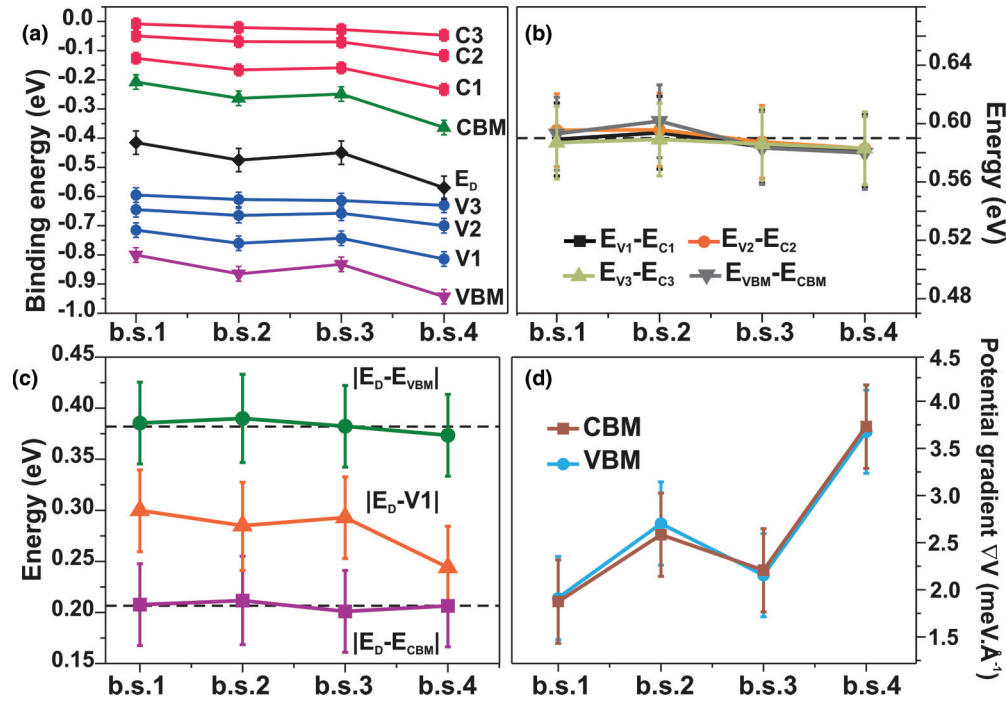 (a)
Binding energy (eV)
0.0
-0.1
-0.2
-0.3
-0.4
-0.5
-0.6
-0.7
-0.8
-0.9
-1.0
C3
C2
C1
CBM
E_D
V3
V2
V1
VBM
b.s.1 b.s.2 b.s.3 b.s.4
(b)
0.64
0.60
0.56
0.52
0.48
Energy (eV)
E_V1-E_C1 E_V2-E_C2
E_V3-E_C3 E_VBM-E_CBM
b.s.1 b.s.2 b.s.3 b.s.4
(c)
Energy (eV)
0.45
0.40
0.35
0.30
0.25
0.20
0.15
|E_D-E_VBM|
|E_D-V1|
|E_D-E_CBM|
b.s.1 b.s.2 b.s.3 b.s.4
(d)
CBM
VBM
4.5
4.0
3.5
3.0
2.5
2.0
1.5
Potential gradient ∇V (meV.Å⁻¹)
b.s.1 b.s.2 b.s.3 b.s.4